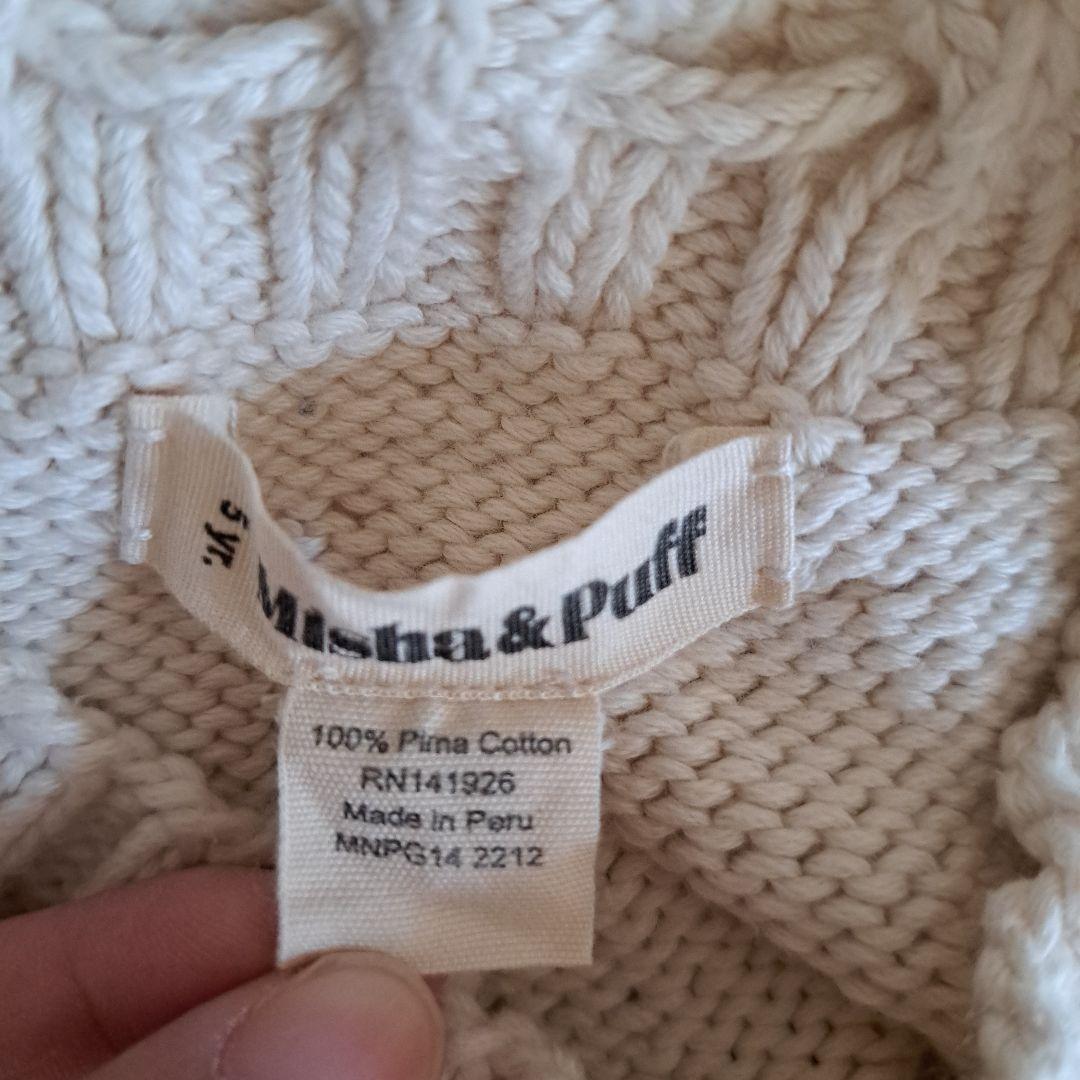 5 yr.
Misha & Puff
100% Pima Cotton
RN141926
Made in Peru
MNPG14 2212